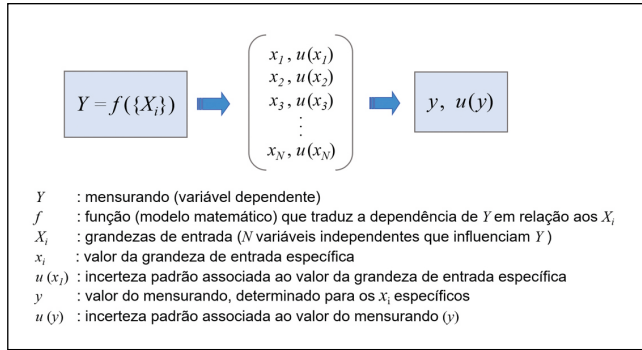 Y = f({X_i})
x_1 , u(x_1)
x_2 , u(x_2)
x_3 , u(x_3)
⋮
x_N , u(x_N)
y, u(y)
Y : mensurando (variável dependente)
f : função (modelo matemático) que traduz a dependência de Y em relação aos X_i
X_i : grandezas de entrada (N variáveis independentes que influenciam Y )
x_i : valor da grandeza de entrada específica
u (x_1) : incerteza padrão associada ao valor da grandeza de entrada específica
y : valor do mensurando, determinado para os x_i específicos
u (y) : incerteza padrão associada ao valor do mensurando (y)